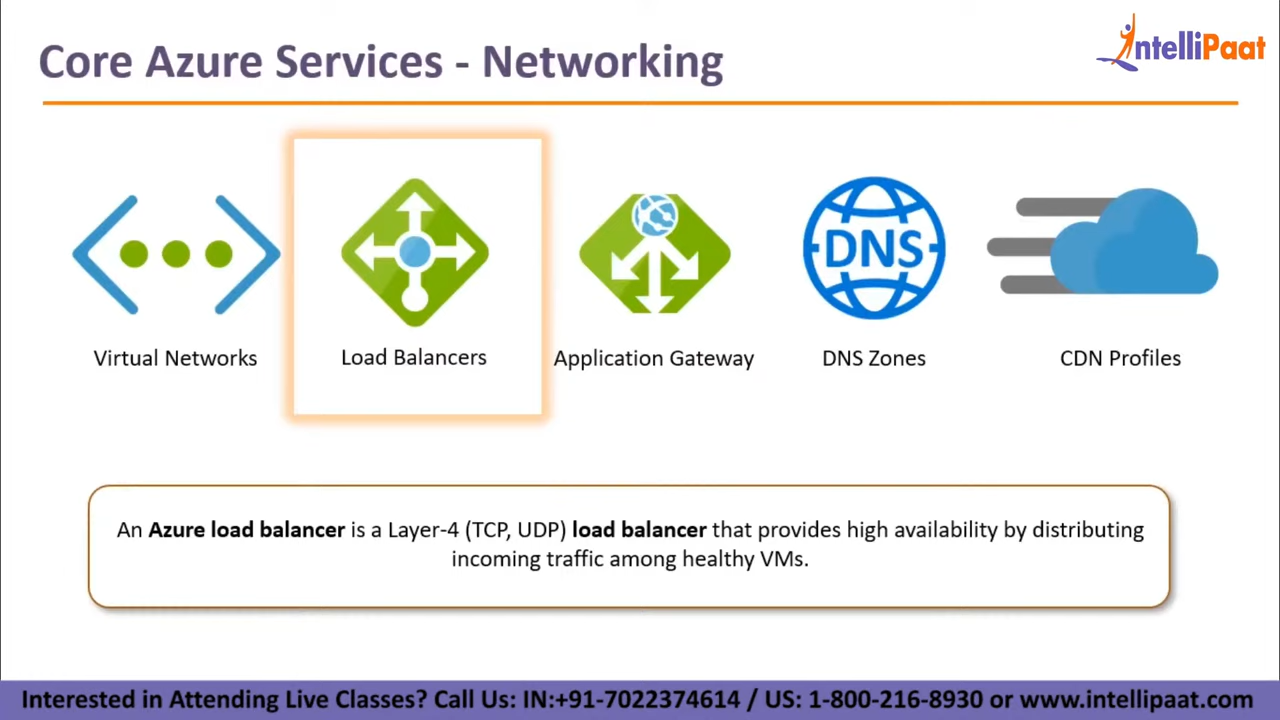 Core Azure Services - Networking
IntelliPaat
Virtual Networks
Load Balancers
Application Gateway
DNS
DNS Zones
CDN Profiles
An Azure load balancer is a Layer-4 (TCP, UDP) load balancer that provides high availability by distributing
incoming traffic among healthy VMs.
Interested in Attending Live Classes? Call Us: IN:+91-7022374614 / US: 1-800-216-8930 or www.intellipaat.com